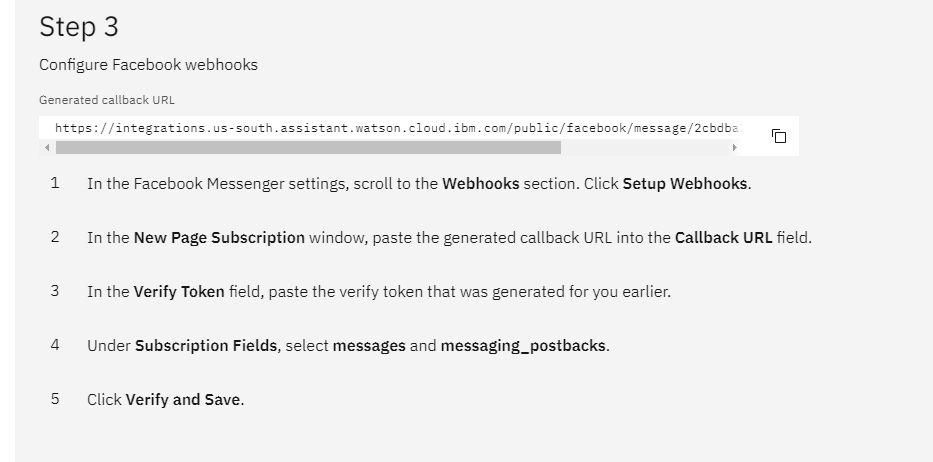 Step 3
Configure Facebook webhooks
Generated callback URL
https://integrations.us-south.assistant.watson.cloud.ibm.com/public/facebook/message/2cbdba
1 In the Facebook Messenger settings, scroll to the Webhooks section. Click Setup Webhooks.
2 In the New Page Subscription window, paste the generated callback URL into the Callback URL field.
3 In the Verify Token field, paste the verify token that was generated for you earlier.
4 Under Subscription Fields, select messages and messaging_postbacks.
5 Click Verify and Save.